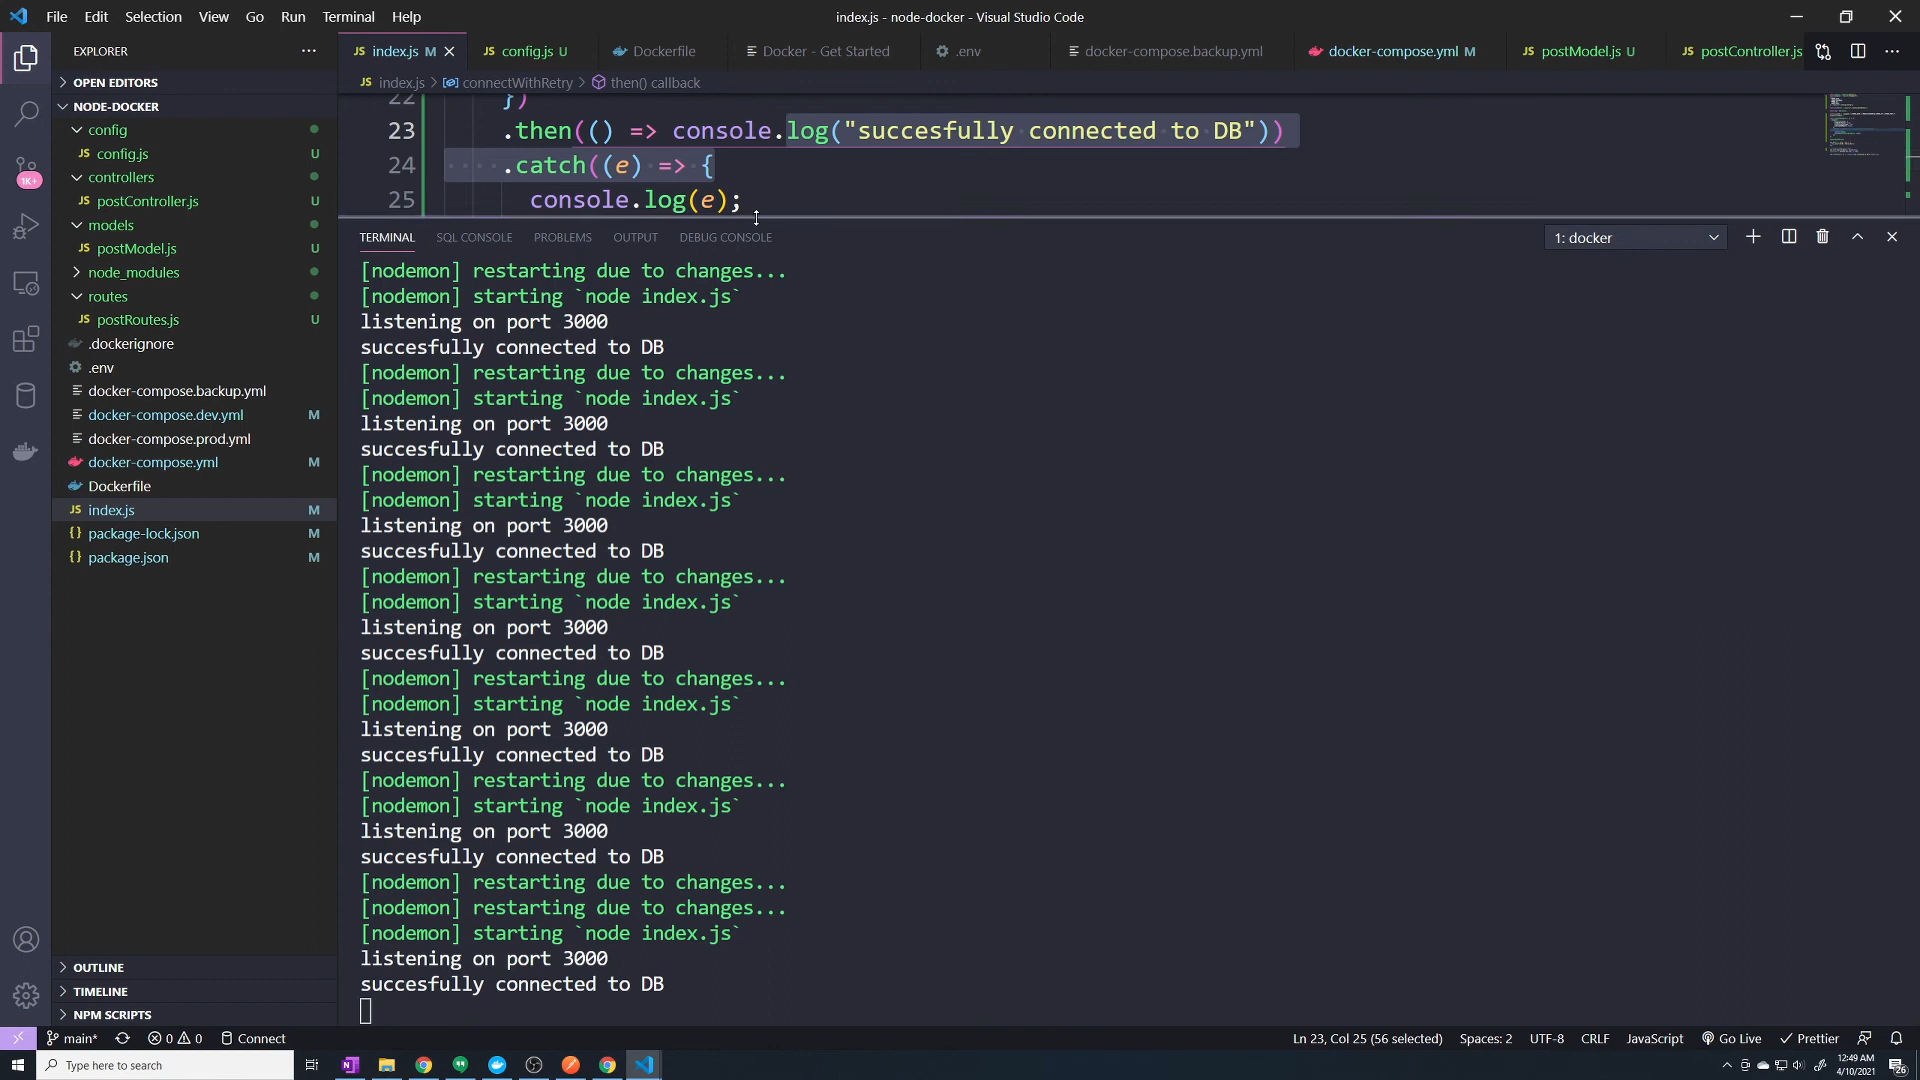 File Edit Selection View Go Run Terminal Help
index.js - node-docker - Visual Studio Code
EXPLORER
OPEN EDITORS
NODE-DOCKER
config
JS config.js U
controllers
JS postController.js U
models
JS postModel.js U
node_modules
routes
JS postRoutes.js U
.dockerignore
.env
docker-compose.backup.yml
docker-compose.dev.yml M
docker-compose.prod.yml
docker-compose.yml M
Dockerfile
JS index.js M
{} package-lock.json M
{} package.json M
OUTLINE
TIMELINE
NPM SCRIPTS
1K+
JS index.js M
JS config.js U
Dockerfile
Docker - Get Started
.env
docker-compose.backup.yml
docker-compose.yml M
JS postModel.js U
JS postController.js
JS index.js > connectWithRetry > then() callback
22 })
23 .then(() => console.log("succesfully connected to DB"))
24 .catch((e) => {
25 console.log(e);
TERMINAL SQL CONSOLE PROBLEMS OUTPUT DEBUG CONSOLE
1: docker
[nodemon] restarting due to changes...
[nodemon] starting `node index.js`
listening on port 3000
succesfully connected to DB
[nodemon] restarting due to changes...
[nodemon] starting `node index.js`
listening on port 3000
succesfully connected to DB
[nodemon] restarting due to changes...
[nodemon] starting `node index.js`
listening on port 3000
succesfully connected to DB
[nodemon] restarting due to changes...
[nodemon] starting `node index.js`
listening on port 3000
succesfully connected to DB
[nodemon] restarting due to changes...
[nodemon] starting `node index.js`
listening on port 3000
succesfully connected to DB
[nodemon] restarting due to changes...
[nodemon] starting `node index.js`
listening on port 3000
succesfully connected to DB
[nodemon] restarting due to changes...
[nodemon] restarting due to changes...
[nodemon] starting `node index.js`
listening on port 3000
succesfully connected to DB
main* 0 0 Connect
Ln 23, Col 25 (56 selected) Spaces: 2 UTF-8 CRLF JavaScript Go Live Prettier
Type here to search
12:49 AM
4/10/2021
26